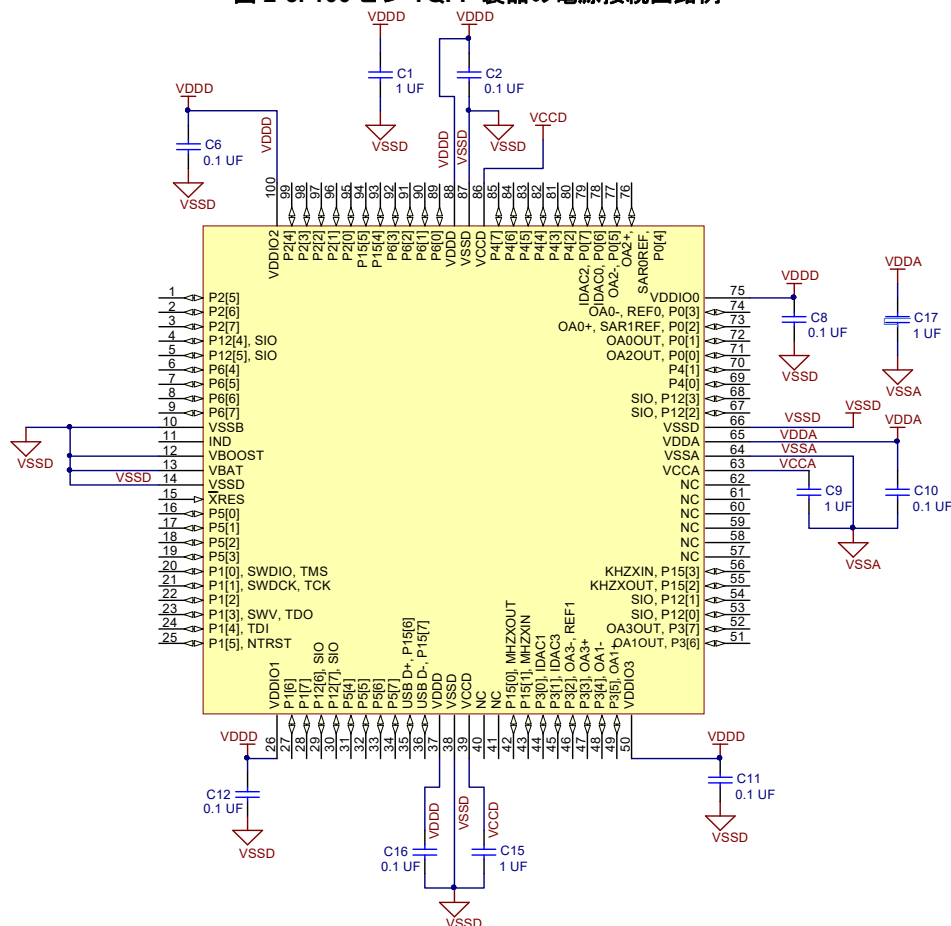 図 2-3. 100 ピン TQFP 製品の電源接続回路例
VDDD
C1
1 UF
VSSD
VDDD
C2
0.1 UF
VSSD
VDDD
VSSD
VCCD
VDDD
C6
0.1 UF
VSSD
VDDD
100
99
98
97
96
95
94
93
92
91
90
89
88
87
86
85
84
83
82
81
80
79
78
77
76
VDDIO2
P2[4]
P2[3]
P2[2]
P2[1]
P2[0]
P15[5]
P15[4]
P6[3]
P6[2]
P6[1]
P6[0]
VDDD
VSSD
VCCD
P4[7]
P4[6]
P4[5]
P4[4]
P4[3]
P4[2]
IDAC2, P0[7]
IDAC0, P0[6]
OA2-, P0[5]
OA2+, SAR0REF, P0[4]
1 P2[5]
2 P2[6]
3 P2[7]
4 P12[4], SIO
5 P12[5], SIO
6 P6[4]
7 P6[5]
8 P6[6]
9 P6[7]
10 VSSB
11 IND
12 VBOOST
13 VBAT
14 VSSD
15 XRES
16 P5[0]
17 P5[1]
18 P5[2]
19 P5[3]
20 P1[0], SWDIO, TMS
21 P1[1], SWDCK, TCK
22 P1[2]
23 P1[3], SWV, TDO
24 P1[4], TDI
25 P1[5], NTRST
VSSD
VSSD
VDDIO0 75
OA0-, REF0, P0[3] 74
OA0+, SAR1REF, P0[2] 73
OA0OUT, P0[1] 72
OA2OUT, P0[0] 71
P4[1] 70
P4[0] 69
SIO, P12[3] 68
SIO, P12[2] 67
VSSD 66
VDDA 65
VSSA 64
VCCA 63
NC 62
NC 61
NC 60
NC 59
NC 58
NC 57
KHZXIN, P15[3] 56
KHZXOUT, P15[2] 55
SIO, P12[1] 54
SIO, P12[0] 53
OA3OUT, P3[7] 52
OA1OUT, P3[6] 51
VDDD
C8
0.1 UF
VSSD
VDDA
C17
1 UF
VSSA
VSSD
VSSD
VDDA
VDDA
VSSA
VCCA
C9
1 UF
C10
0.1 UF
VSSA
VDDIO1
P1[6]
P1[7]
P12[6], SIO
P12[7], SIO
P5[4]
P5[5]
P5[6]
P5[7]
USB D+, P15[6]
USB D-, P15[7]
VDDD
VSSD
VCCD
NC
NC
P15[0], MHZXOUT
P15[1], MHZXIN
P3[0], IDAC1
P3[1], IDAC3
P3[2], OA3-, REF1
P3[3], OA3+
P3[4], OA1-
P3[5], OA1+
VDDIO3
26
27
28
29
30
31
32
33
34
35
36
37
38
39
40
41
42
43
44
45
46
47
48
49
50
VDDD
C12
0.1 UF
VSSD
VDDD
VSSD
VCCD
C16
0.1 UF
C15
1 UF
VSSD
VDDD
C11
0.1 UF
VSSD